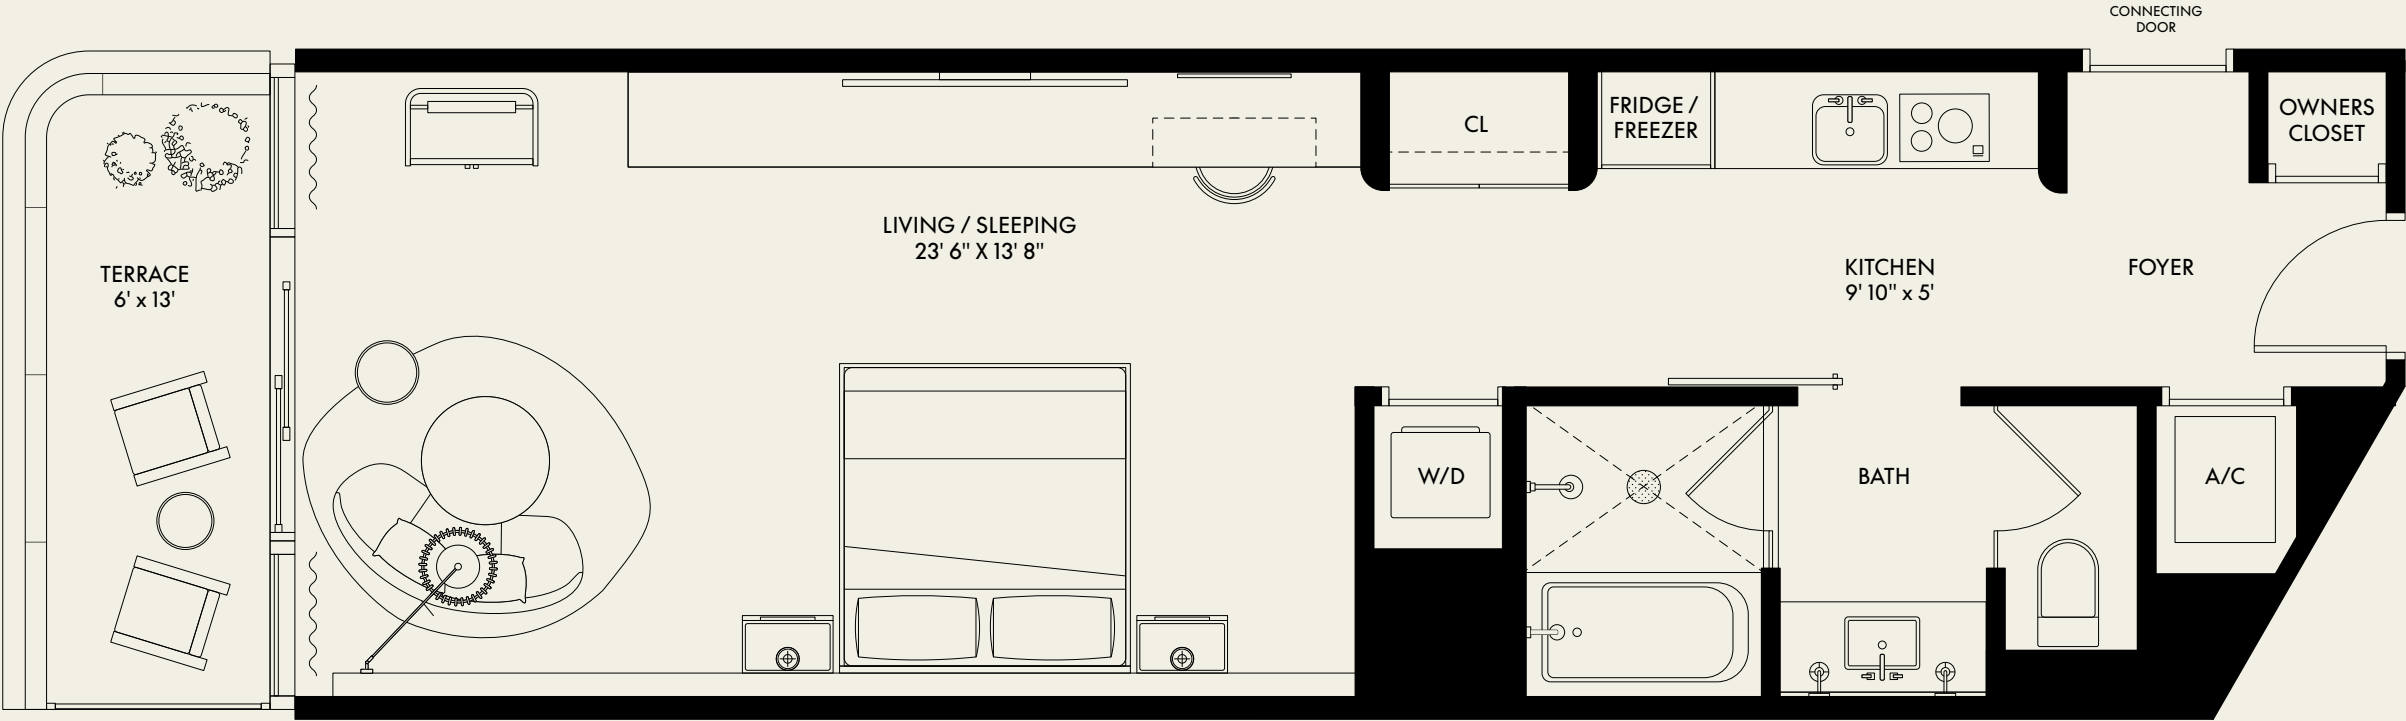 CONNECTING
DOOR
FRIDGE /
FREEZER
CL
OWNERS
CLOSET
LIVING / SLEEPING
23' 6" X 13' 8"
TERRACE
6' x 13'
KITCHEN
9' 10" x 5'
FOYER
W/D
BATH
A/C